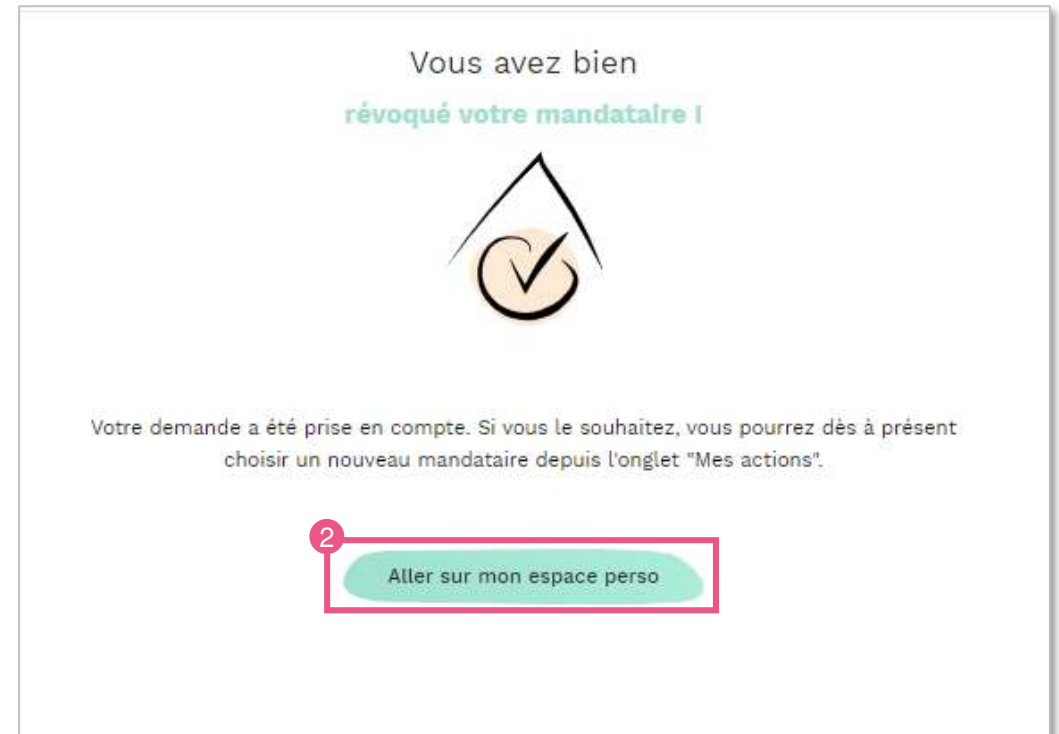 Vous avez bien
révoqué votre mandataire !
Votre demande a été prise en compte. Si vous le souhaitez, vous pourrez dès à présent
choisir un nouveau mandataire depuis l'onglet "Mes actions".
2
Aller sur mon espace perso